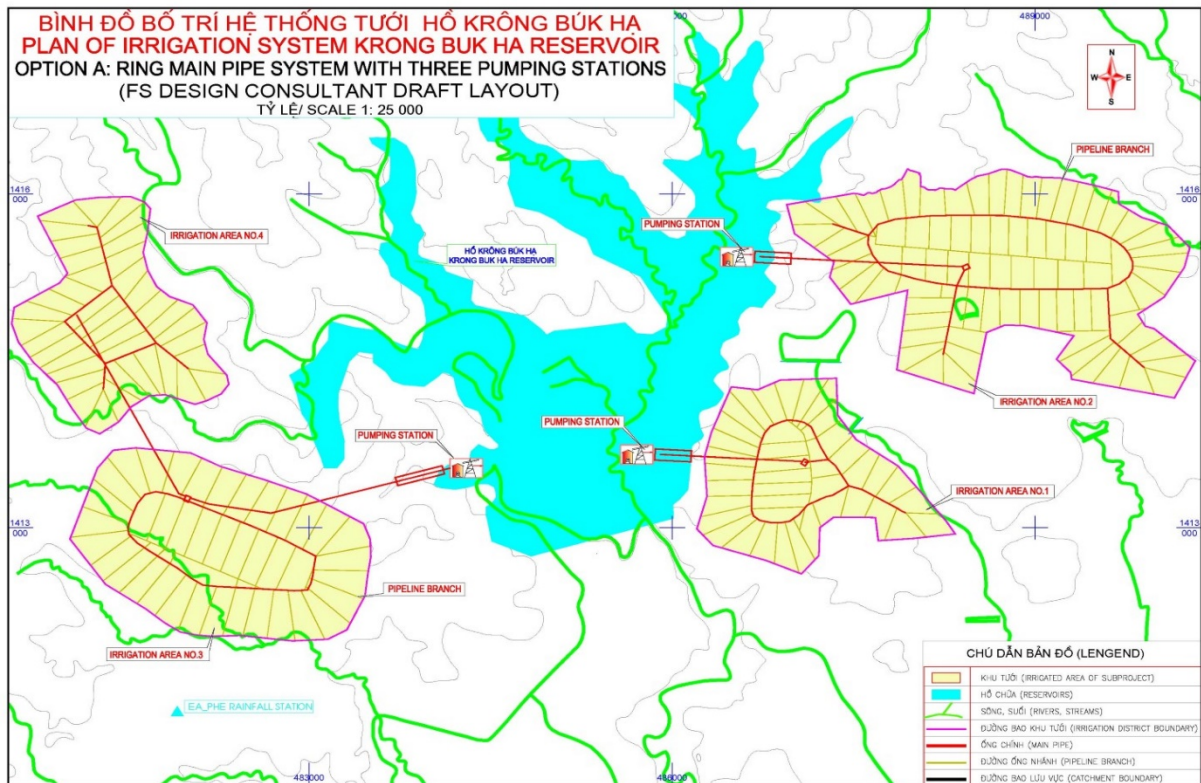 BÌNH ĐỒ BỐ TRÍ HỆ THỐNG TƯỚI HỒ KRÔNG BÚK HẠ
PLAN OF IRRIGATION SYSTEM KRONG BUK HA RESERVOIR
OPTION A: RING MAIN PIPE SYSTEM WITH THREE PUMPING STATIONS
(FS DESIGN CONSULTANT DRAFT LAYOUT)
TỶ LỆ/ SCALE 1: 25 000
489000
N
W E
S
PIPELINE BRANCH
1416
000
1416
000
PUMPING STATION
IRRIGATION AREA NO.4
HỒ KRÔNG BÚK HẠ
KRONG BUK HA RESERVOIR
IRRIGATION AREA NO.2
PUMPING STATION
PUMPING STATION
IRRIGATION AREA NO.1
1413
000
1413
000
PIPELINE BRANCH
IRRIGATION AREA NO.3
EA_PHE RAINFALL STATION
483000
486000
CHÚ DẪN BẢN ĐỒ (LENGEND)
KHU TƯỚI (IRRIGATED AREA OF SUBPROJECT)
HỒ CHỨA (RESERVOIRS)
SÔNG, SUỐI (RIVERS, STREAMS)
ĐƯỜNG BAO KHU TƯỚI (IRRIGATION DISTRICT BOUNDARY)
ỐNG CHÍNH (MAIN PIPE)
ĐƯỜNG ỐNG NHÁNH (PIPELINE BRANCH)
ĐƯỜNG BAO LƯU VỰC (CATCHMENT BOUNDARY)